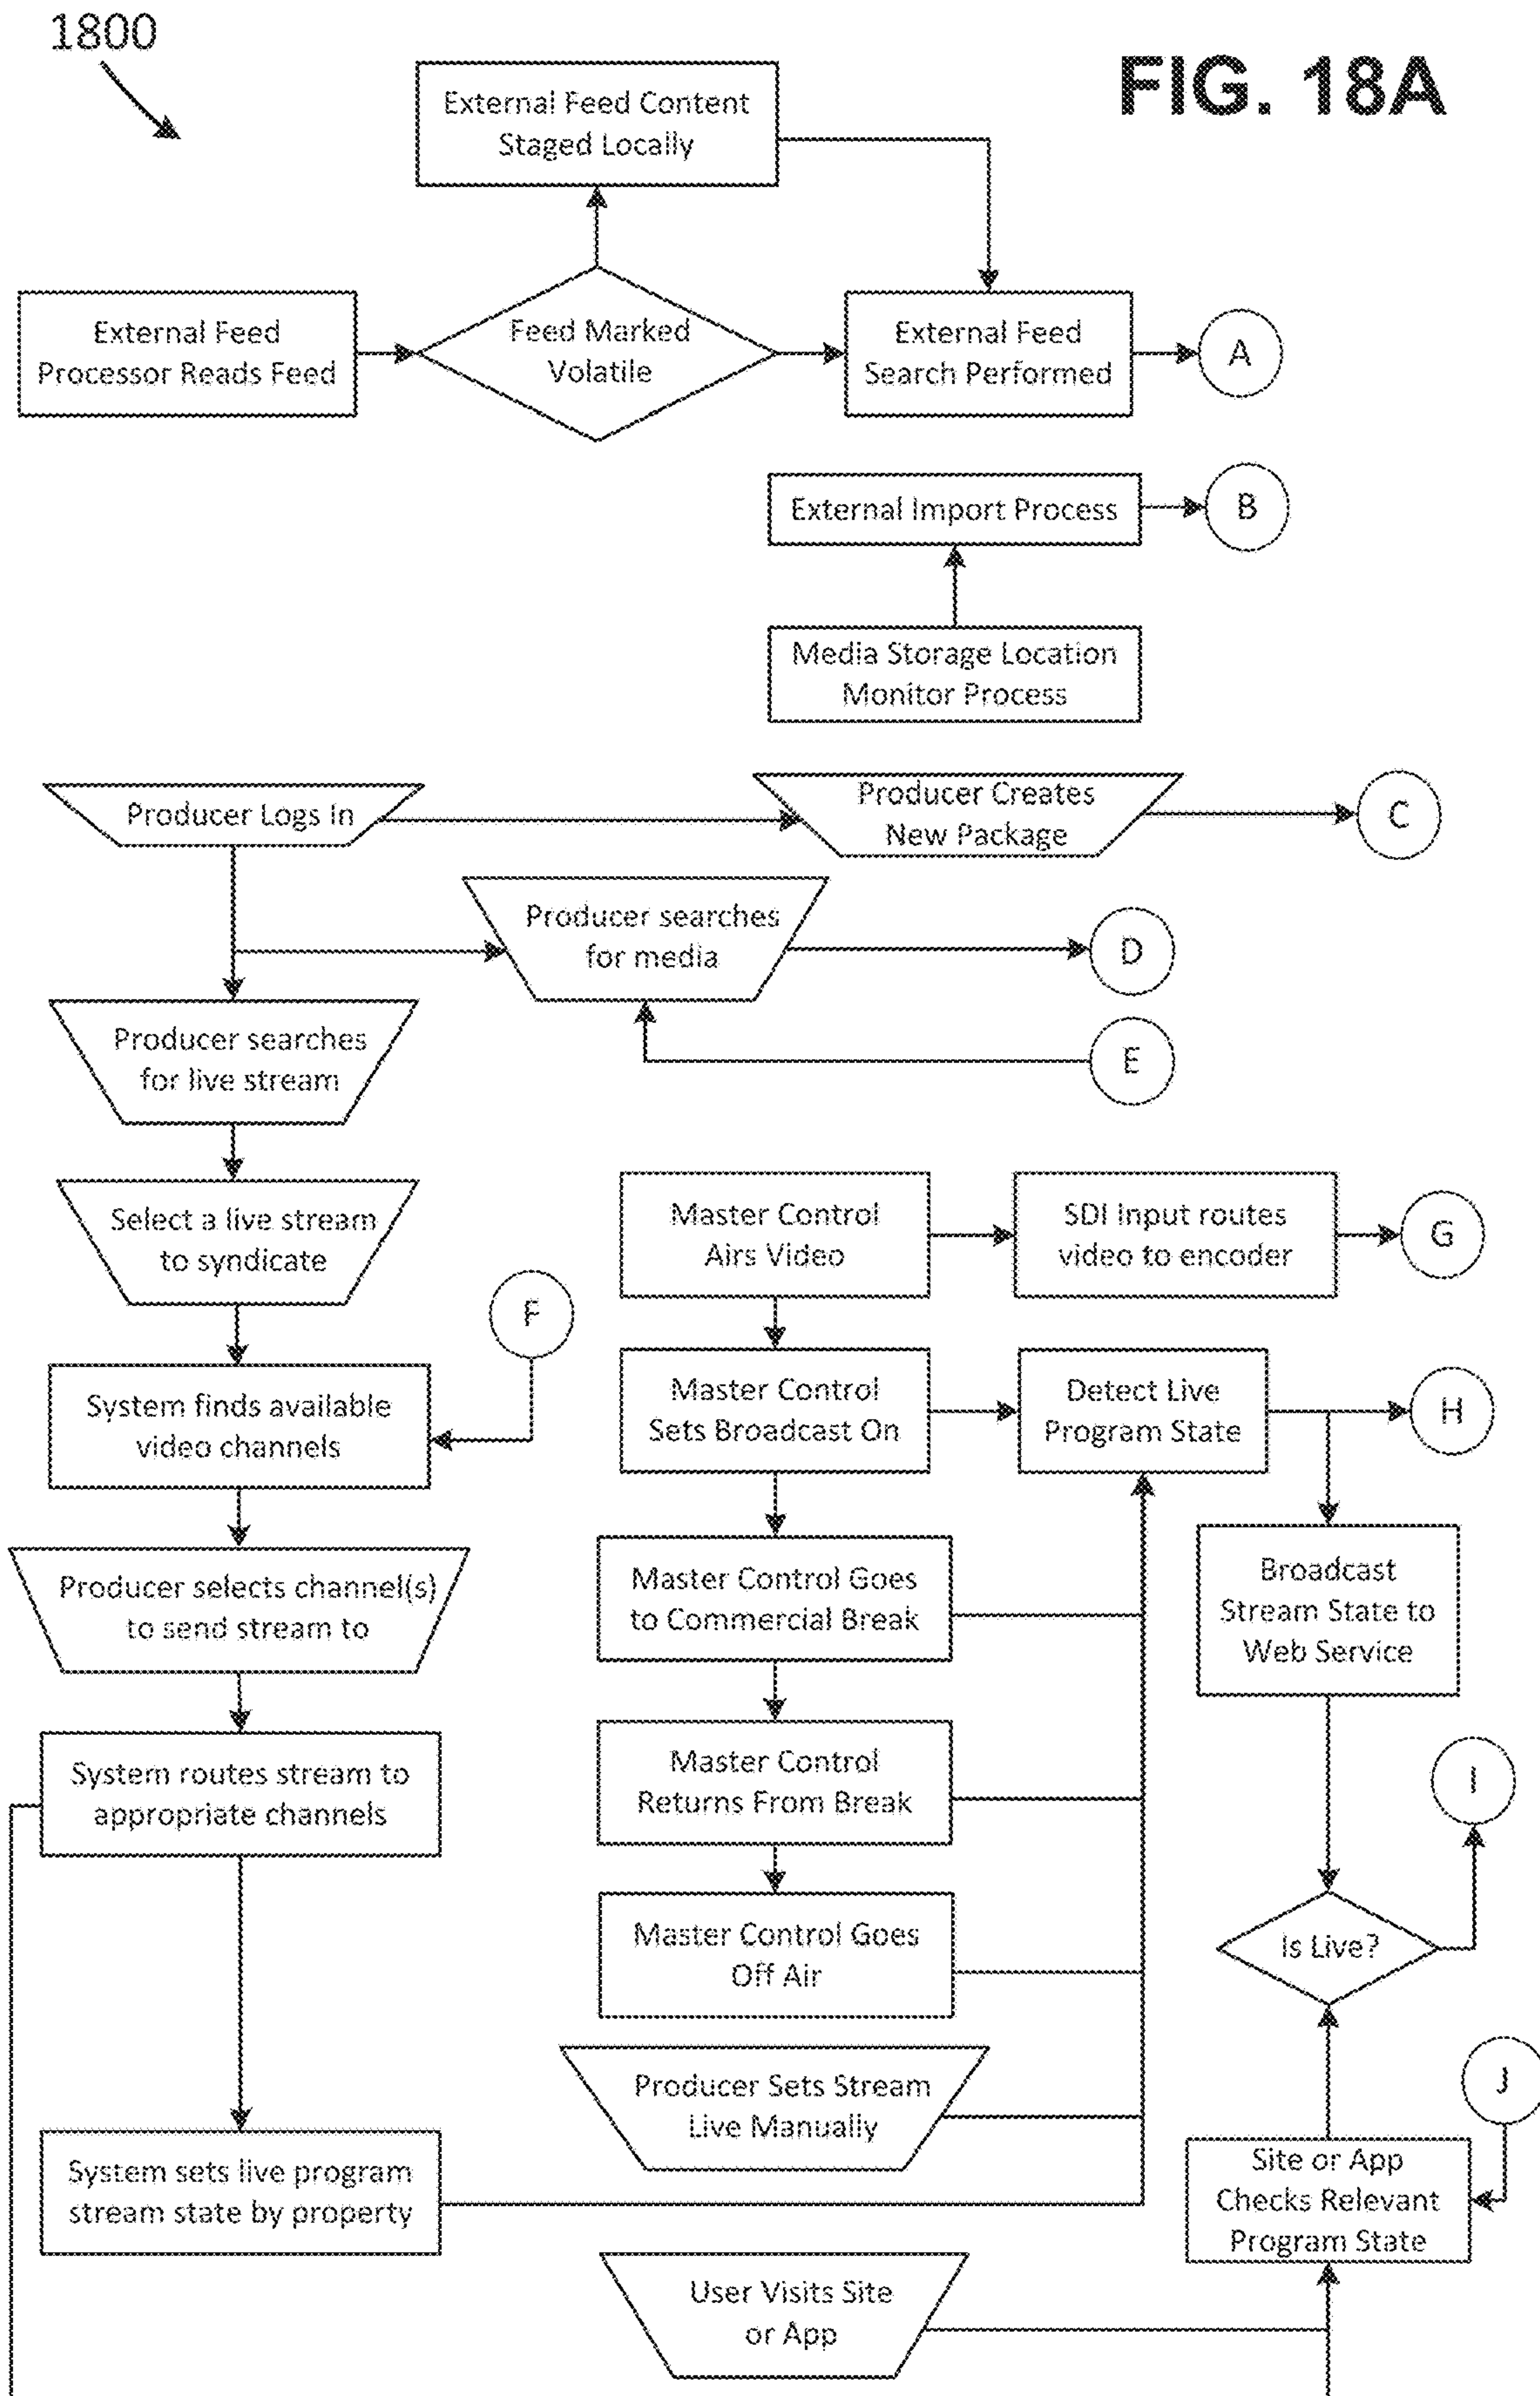 1800
FIG. 18A
External Feed Content
Staged Locally
External Feed
Processor Reads Feed
Feed Marked
Volatile
External Feed
Search Performed
A
External Import Process
B
Media Storage Location
Monitor Process
Producer Logs In
Producer Creates
New Package
C
Producer searches
for media
D
E
Producer searches
for live stream
Select a live stream
to syndicate
F
System finds available
video channels
Producer selects channel(s)
to send stream to
System routes stream to
appropriate channels
System sets live program
stream state by property
Master Control
Airs Video
SDI Input routes
video to encoder
G
Master Control
Sets Broadcast On
Detect Live
Program State
H
Master Control Goes
to Commercial Break
Broadcast
Stream State to
Web Service
Master Control
Returns From Break
I
Master Control Goes
Off Air
Is Live?
Producer Sets Stream
Live Manually
J
Site or App
Checks Relevant
Program State
User Visits Site
or App